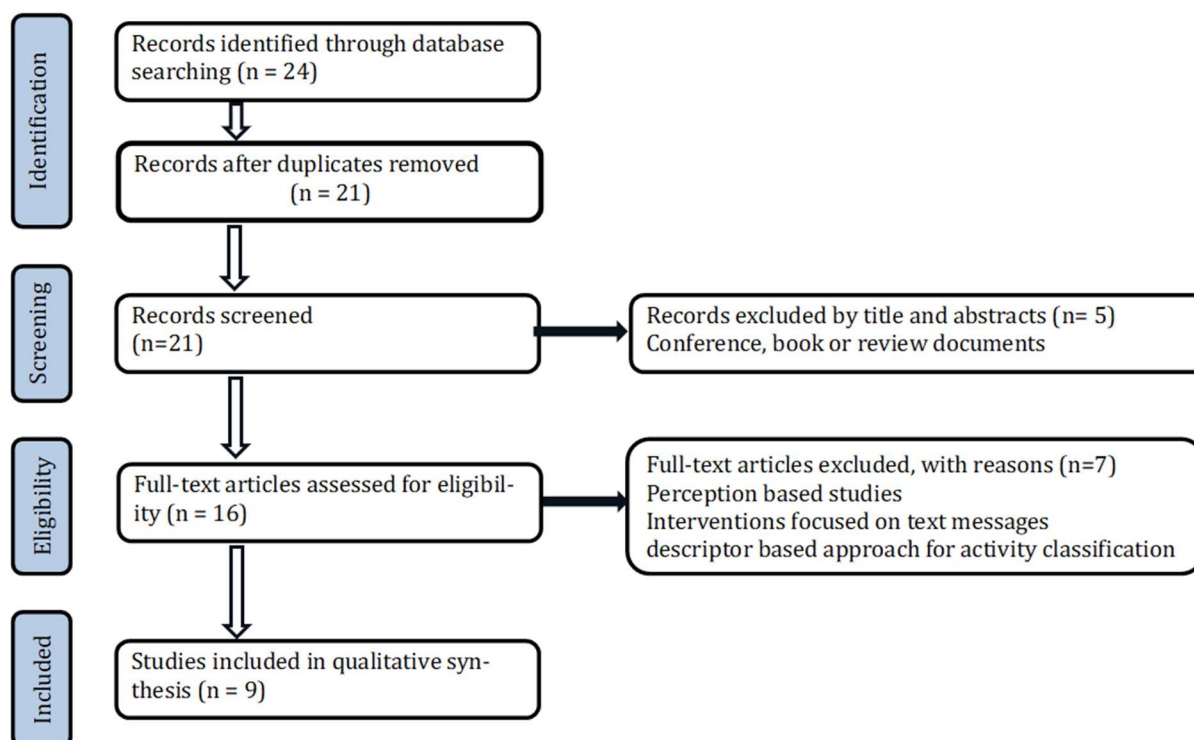 Identification
Records identified through database
searching (n = 24)
Records after duplicates removed
(n = 21)
Screening
Records screened
(n=21)
Records excluded by title and abstracts (n= 5)
Conference, book or review documents
Eligibility
Full-text articles assessed for eligibil-
ity (n = 16)
Full-text articles excluded, with reasons (n=7)
Perception based studies
Interventions focused on text messages
descriptor based approach for activity classification
Included
Studies included in qualitative syn-
thesis (n = 9)